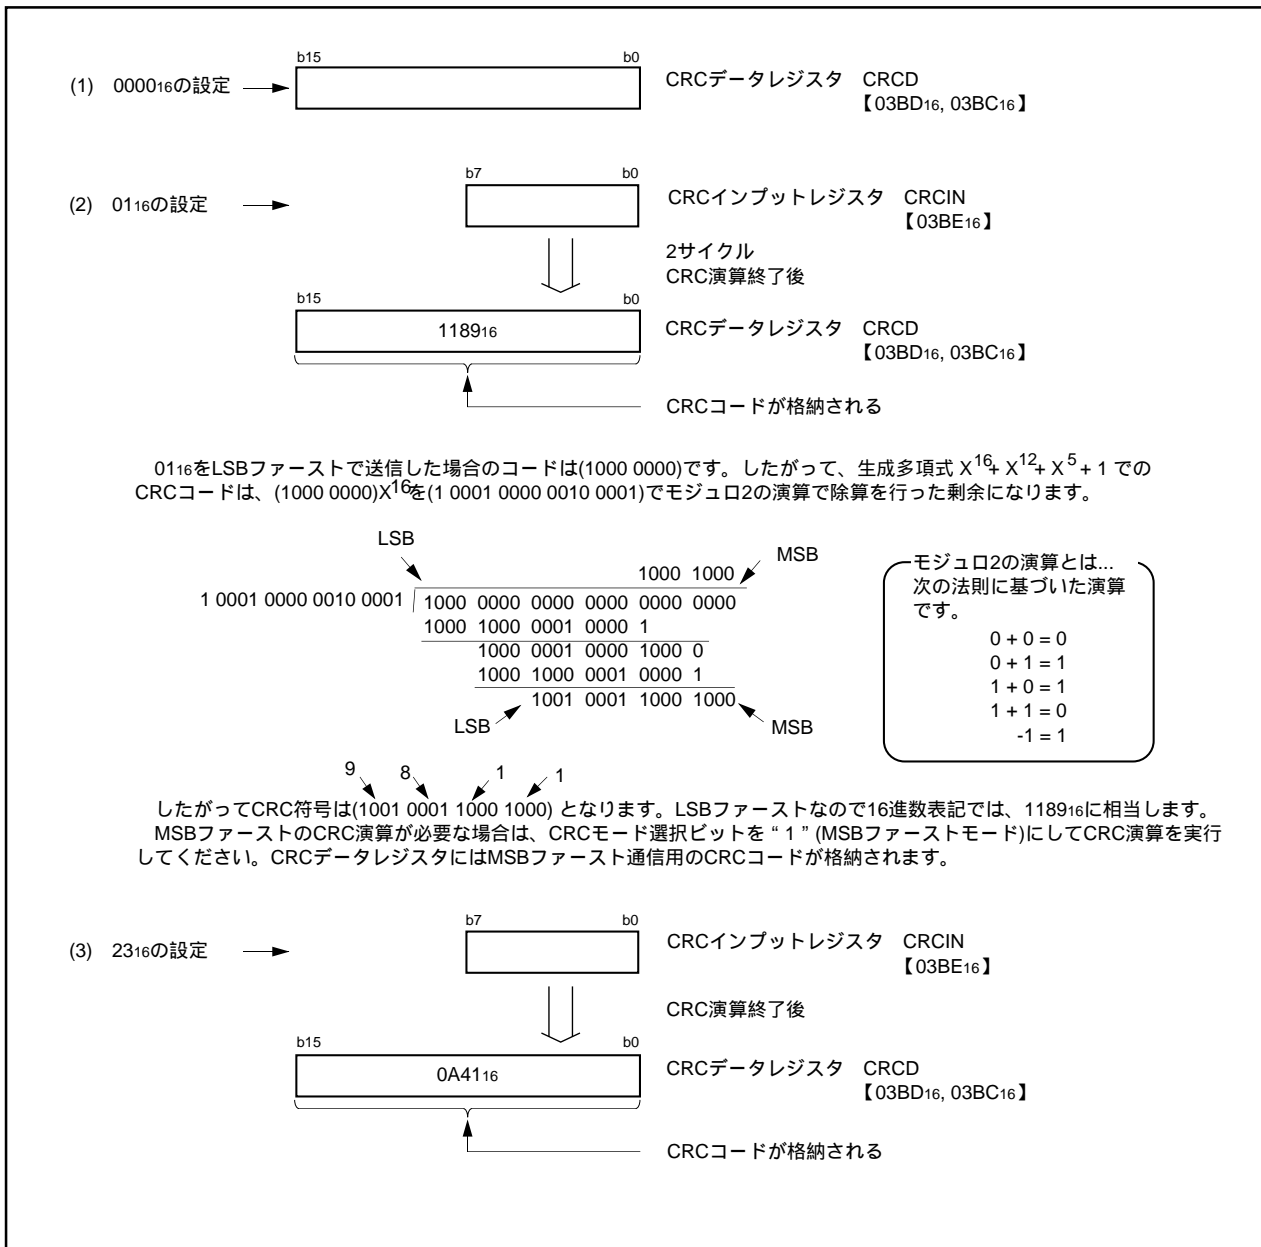 b15 b0
(1) 000016の設定
CRCデータレジスタ CRCD
【03BD16, 03BC16】
b7 b0
(2) 0116の設定
CRCインプットレジスタ CRCIN
【03BE16】
2サイクル
CRC演算終了後
b15 b0
118916
CRCデータレジスタ CRCD
【03BD16, 03BC16】
CRCコードが格納される
0116をLSBファーストで送信した場合のコードは(1000 0000)です。したがって、生成多項式 X16+ X12+ X5 + 1 での
CRCコードは、(1000 0000)X16を(1 0001 0000 0010 0001)でモジュロ2の演算で除算を行った剰余になります。
LSB MSB
1000 1000
1 0001 0000 0010 0001 1000 0000 0000 0000 0000 0000
1000 1000 0001 0000 1
1000 0001 0000 1000 0
1000 1000 0001 0000 1
1001 0001 1000 1000
LSB MSB
モジュロ2の演算とは...
次の法則に基づいた演算
です。
0 + 0 = 0
0 + 1 = 1
1 + 0 = 1
1 + 1 = 0
-1 = 1
9 8 1 1
したがってCRC符号は(1001 0001 1000 1000) となります。LSBファーストなので16進数表記では、118916に相当します。
MSBファーストのCRC演算が必要な場合は、CRCモード選択ビットを“ 1 ” (MSBファーストモード)にしてCRC演算を実行
してください。CRCデータレジスタにはMSBファースト通信用のCRCコードが格納されます。
b7 b0
(3) 2316の設定
CRCインプットレジスタ CRCIN
【03BE16】
CRC演算終了後
b15 b0
0A4116
CRCデータレジスタ CRCD
【03BD16, 03BC16】
CRCコードが格納される